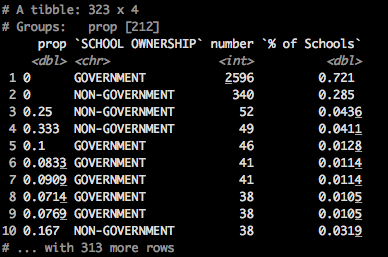 # A tibble: 323 x 4
# Groups: prop [212]
prop `SCHOOL OWNERSHIP` number `% of Schools`
<dbl> <chr> <int> <dbl>
1 0 GOVERNMENT 2596 0.721
2 0 NON-GOVERNMENT 340 0.285
3 0.25 NON-GOVERNMENT 52 0.0436
4 0.333 NON-GOVERNMENT 49 0.0411
5 0.1 GOVERNMENT 46 0.0128
6 0.0833 GOVERNMENT 41 0.0114
7 0.0909 GOVERNMENT 41 0.0114
8 0.0714 GOVERNMENT 38 0.0105
9 0.0769 GOVERNMENT 38 0.0105
10 0.167 NON-GOVERNMENT 38 0.0319
# ... with 313 more rows